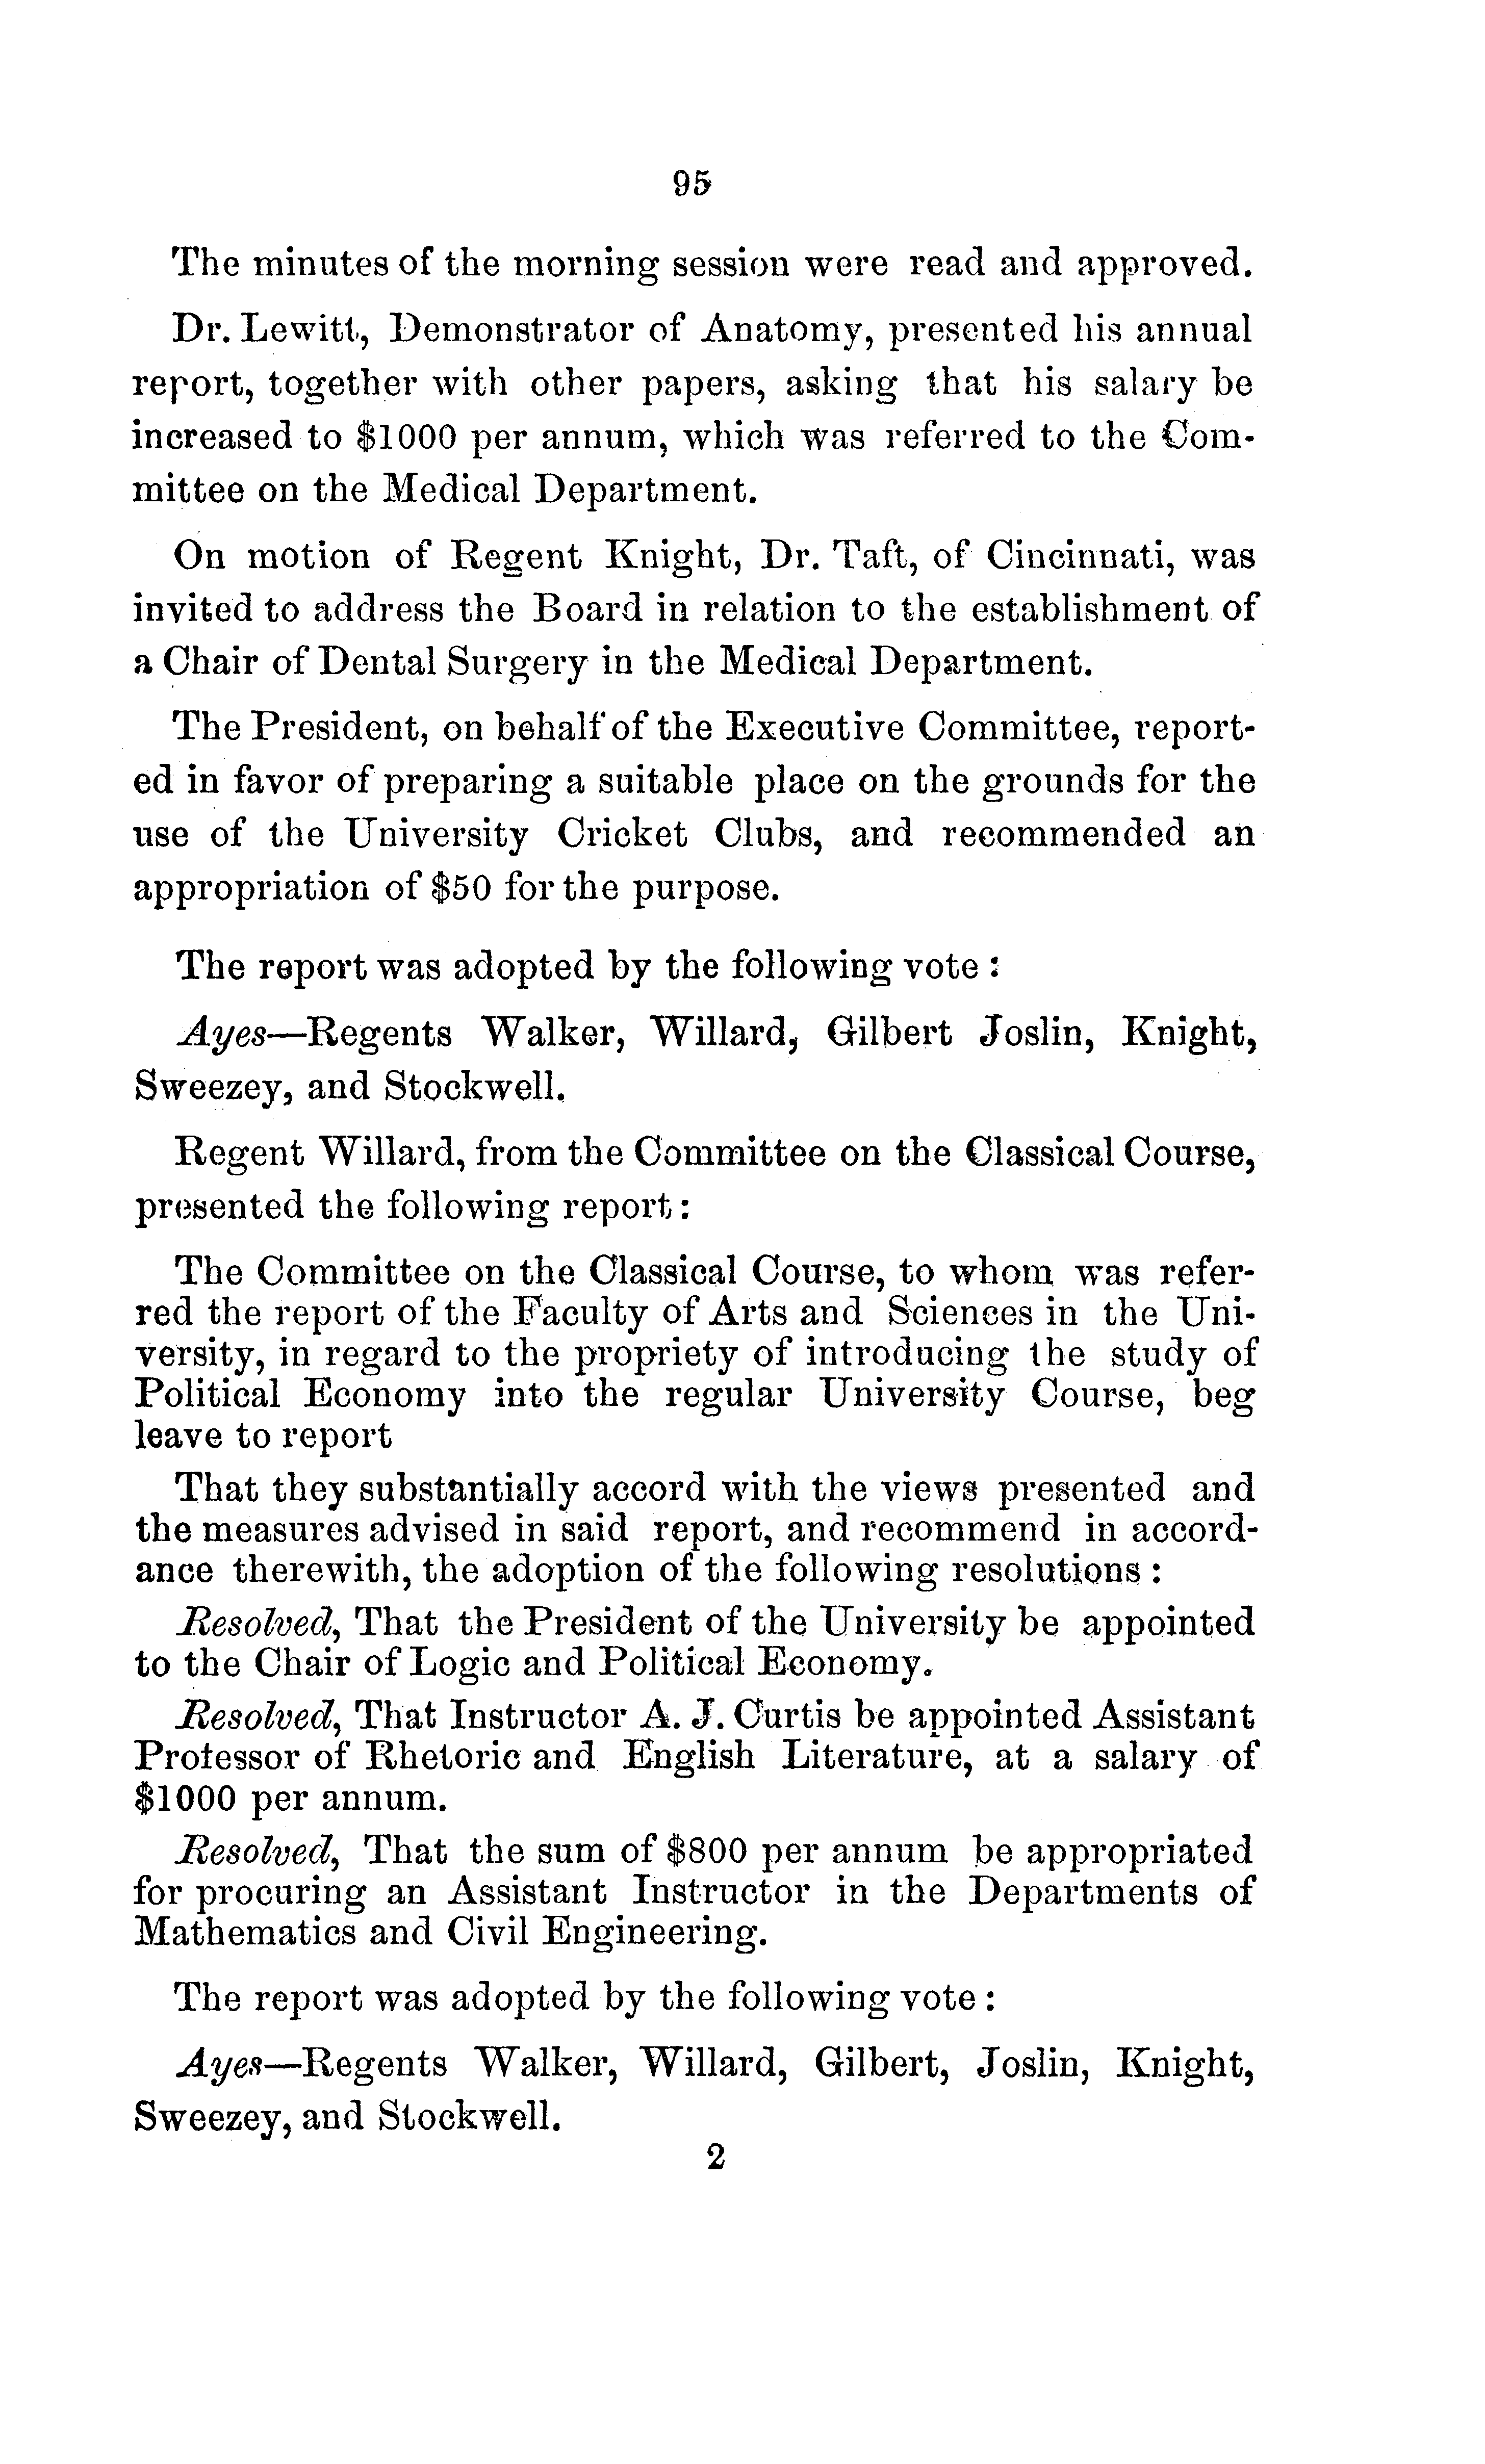 95
The minutes of the morning session were read and approved.
Dr. Lewitt, Demonstrator of Anatomy, presented his annual
report, together with other papers, asking that his salary be
increased to $1000 per annum, which was referred to the Com-
mittee on the Medical Department.
On motion of Regent Knight, Dr. Taft, of Cincinnati, was
invited to address the Board in relation to the establishment of
a Chair of Dental Surgery in the Medical Department.
The President, on behalf of the Executive Committee, report-
ed in favor of preparing a suitable place on the grounds for the
use of the University Cricket Clubs, and recommended an
appropriation of $50 for the purpose.
The report was adopted by the following vote :
Ayes—Regents Walker, Willard, Gilbert Joslin, Knight,
Sweezey, and Stockwell.
Regent Willard, from the Committee on the Classical Course,
presented the following report :
The Committee on the Classical Course, to whom was refer-
red the report of the Faculty of Arts and Sciences in the Uni-
versity, in regard to the propriety of introducing the study of
Political Economy into the regular University Course, beg
leave to report
That they substantially accord with the views presented and
the measures advised in said report, and recommend in accord-
ance therewith, the adoption of the following resolutions :
Resolved, That the President of the University be appointed
to the Chair of Logic and Political Economy.
Resolved, That Instructor A. J. Curtis be appointed Assistant
Professor of Rhetoric and English Literature, at a salary of
$1000 per annum.
Resolved, That the sum of $800 per annum be appropriated
for procuring an Assistant Instructor in the Departments of
Mathematics and Civil Engineering.
The report was adopted by the following vote :
Ayes—Regents Walker, Willard, Gilbert, Joslin, Knight,
Sweezey, and Stockwell.
2